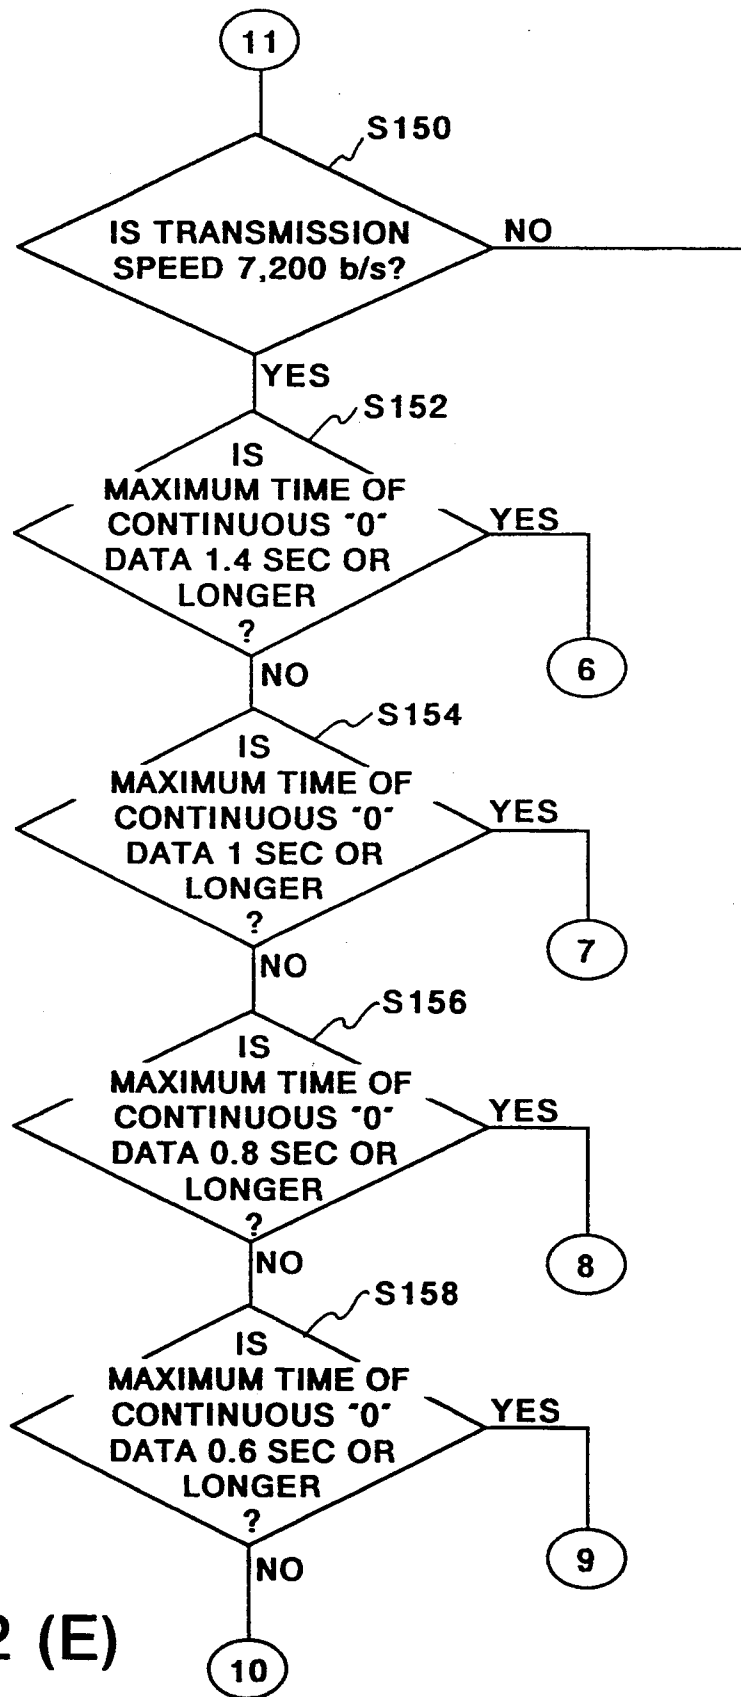 11
S150
IS TRANSMISSION
SPEED 7,200 b/s?
NO
YES
S152
IS
MAXIMUM TIME OF
CONTINUOUS "0"
DATA 1.4 SEC OR
LONGER
?
YES
6
NO
S154
IS
MAXIMUM TIME OF
CONTINUOUS "0"
DATA 1 SEC OR
LONGER
?
YES
7
NO
S156
IS
MAXIMUM TIME OF
CONTINUOUS "0"
DATA 0.8 SEC OR
LONGER
?
YES
8
NO
S158
IS
MAXIMUM TIME OF
CONTINUOUS "0"
DATA 0.6 SEC OR
LONGER
?
YES
9
NO
10
2 (E)